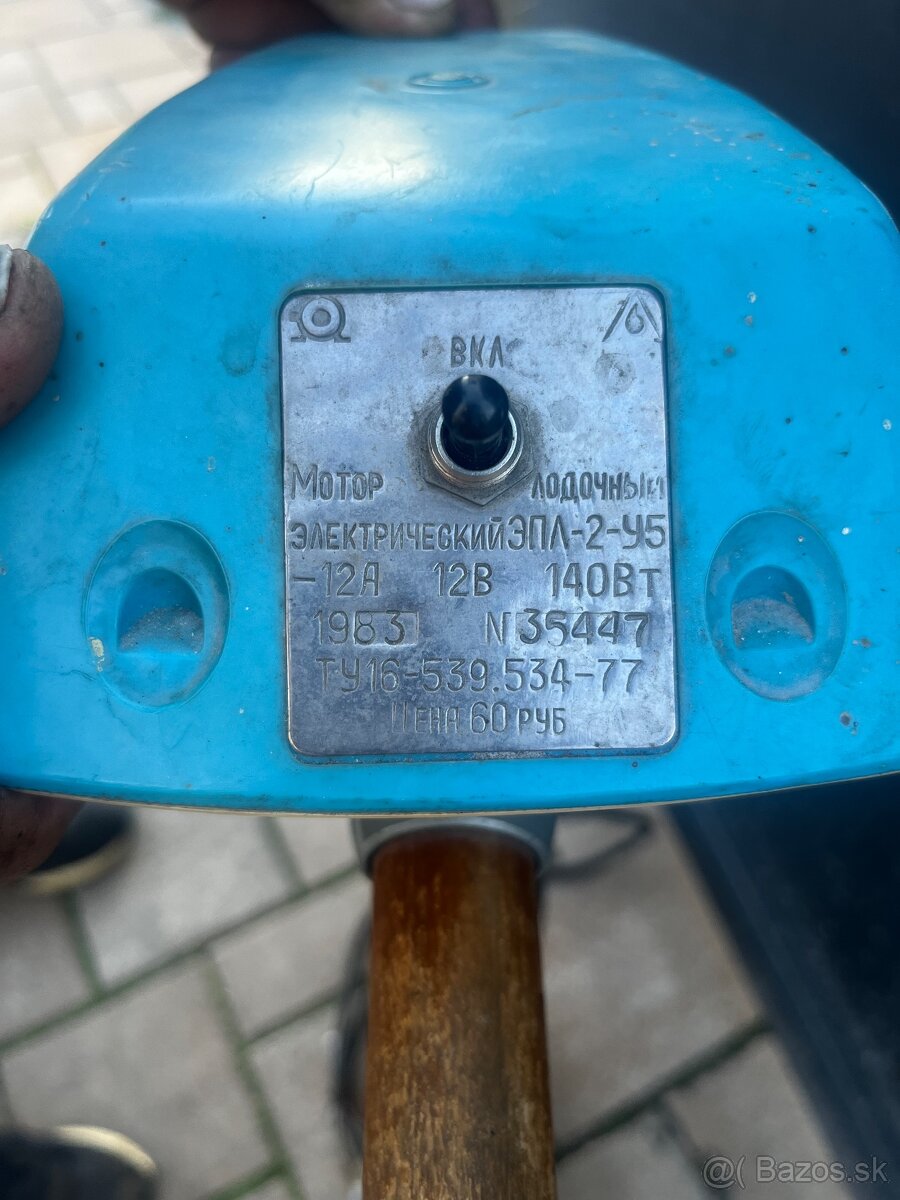 ВКЛ
МОТОР ЛОДОЧНЫЙ
ЭЛЕКТРИЧЕСКИЙ ЭПЛ-2-У5
-12А 12В 140ВТ
1983 N 35447
ТУ16-539.534-77
ЦЕНА 60 РУБ
@( Bazos.sk